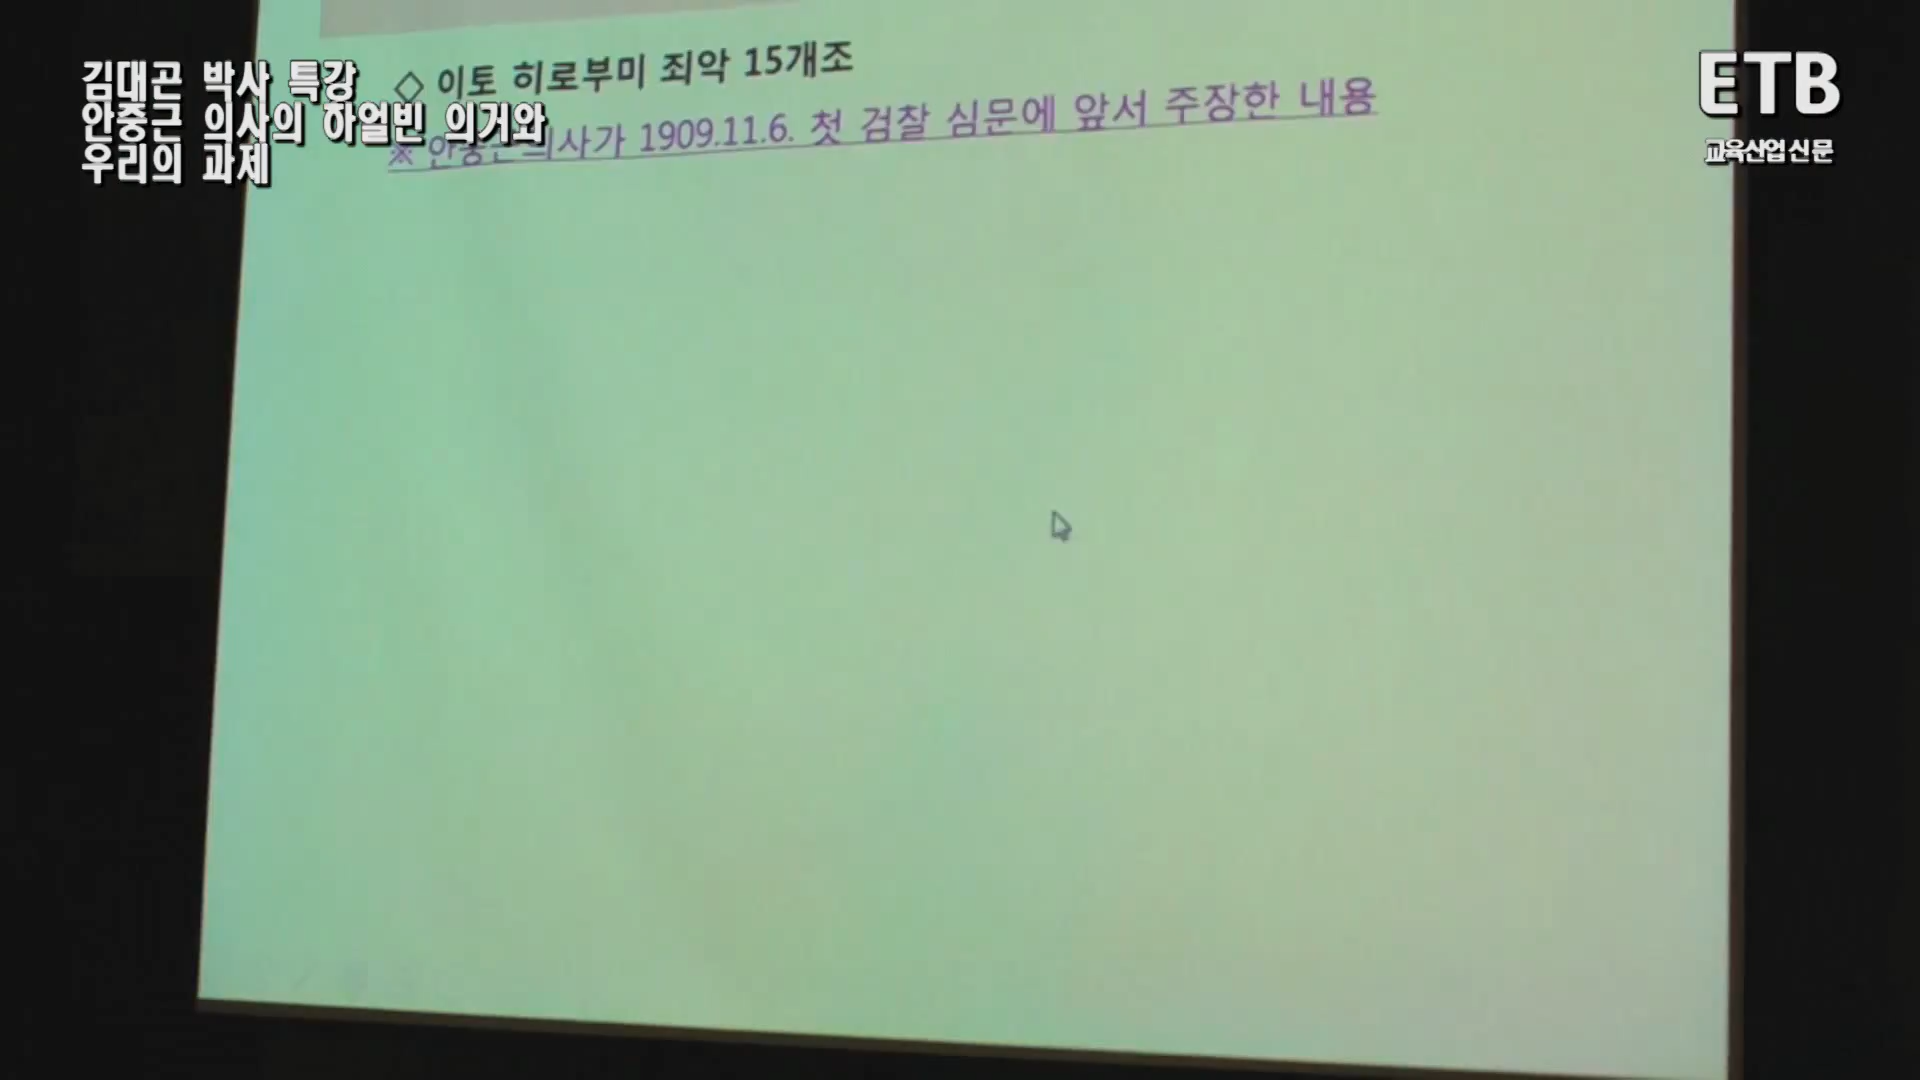 김대곤 박사 특강
안중근 의사의 하얼빈 의거와
우리의 과제
ETB
교육산업신문
◇ 이토 히로부미 죄악 15개조
※ 안중근의사가 1909.11.6. 첫 검찰 심문에 앞서 주장한 내용